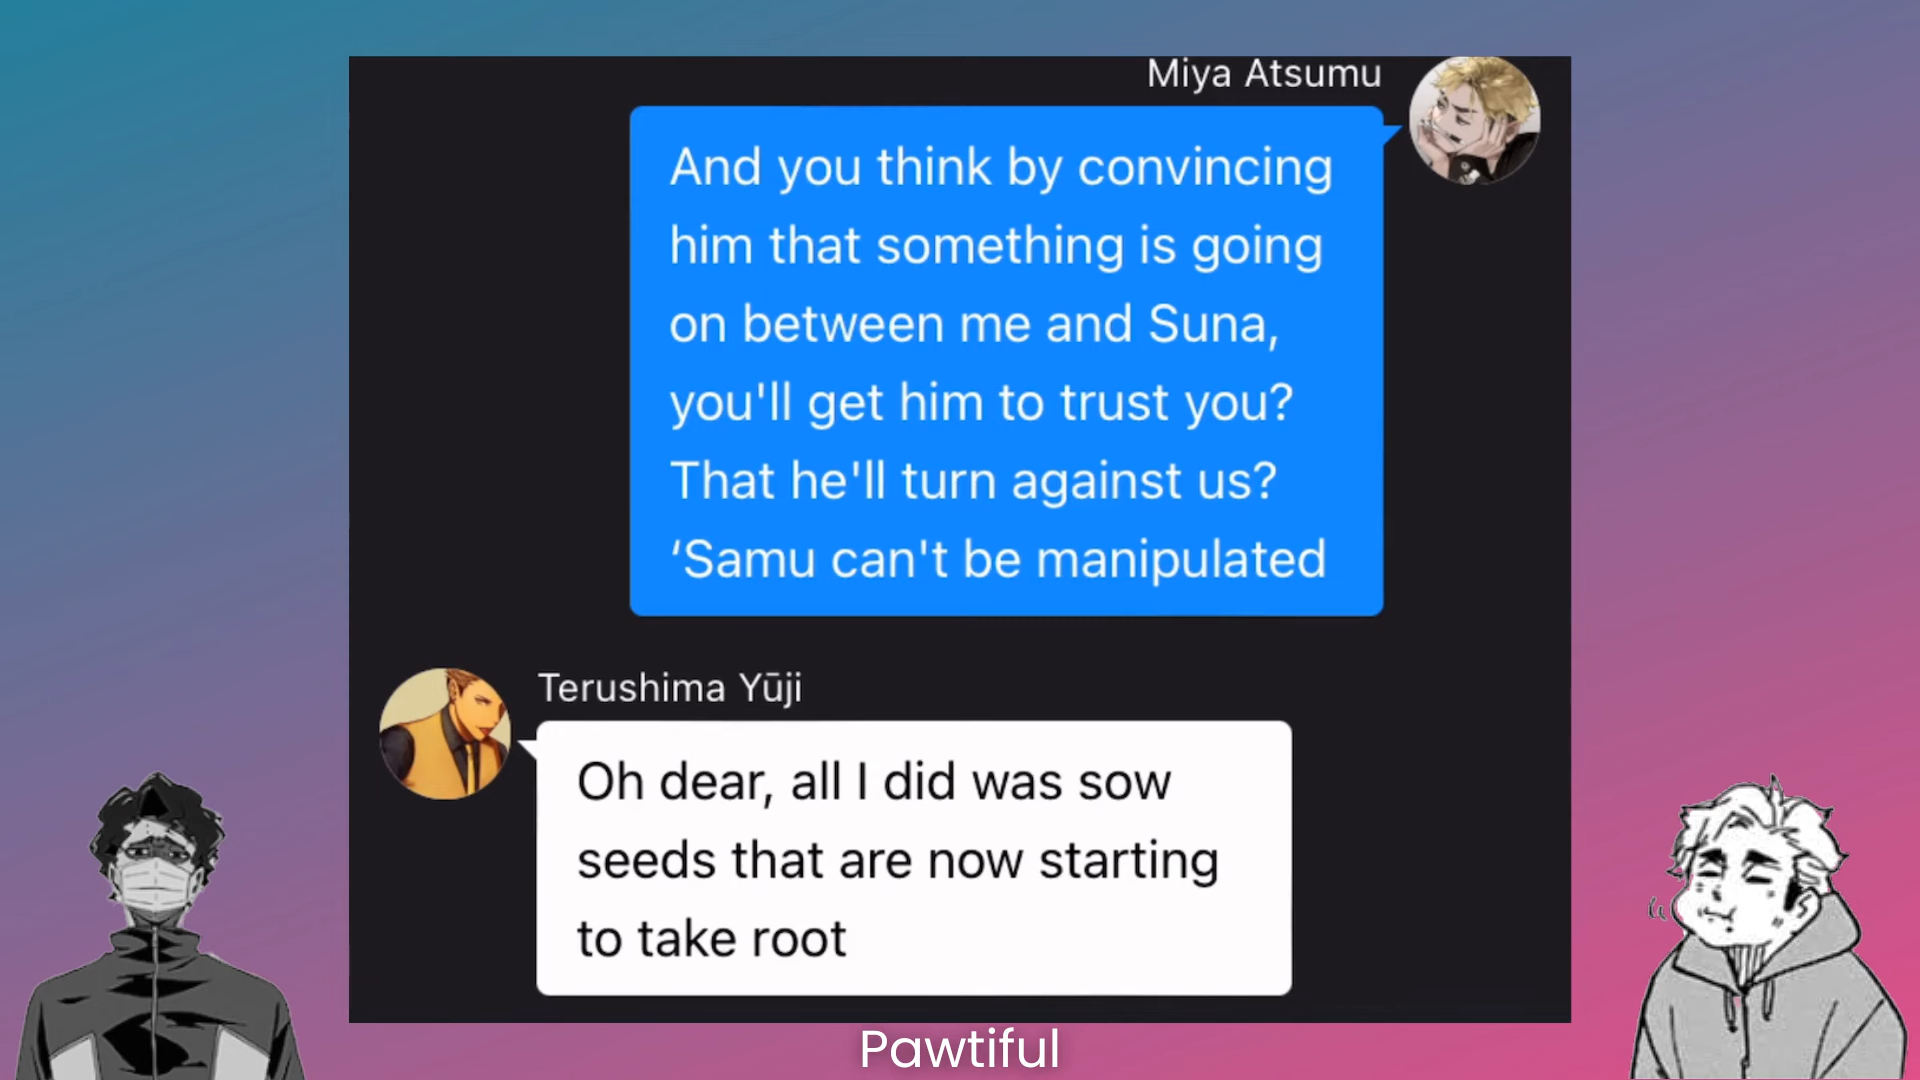 Miya Atsumu
And you think by convincing
him that something is going
on between me and Suna,
you'll get him to trust you?
That he'll turn against us?
‘Samu can't be manipulated
Terushima Yūji
Oh dear, all I did was sow
seeds that are now starting
to take root
Pawtiful